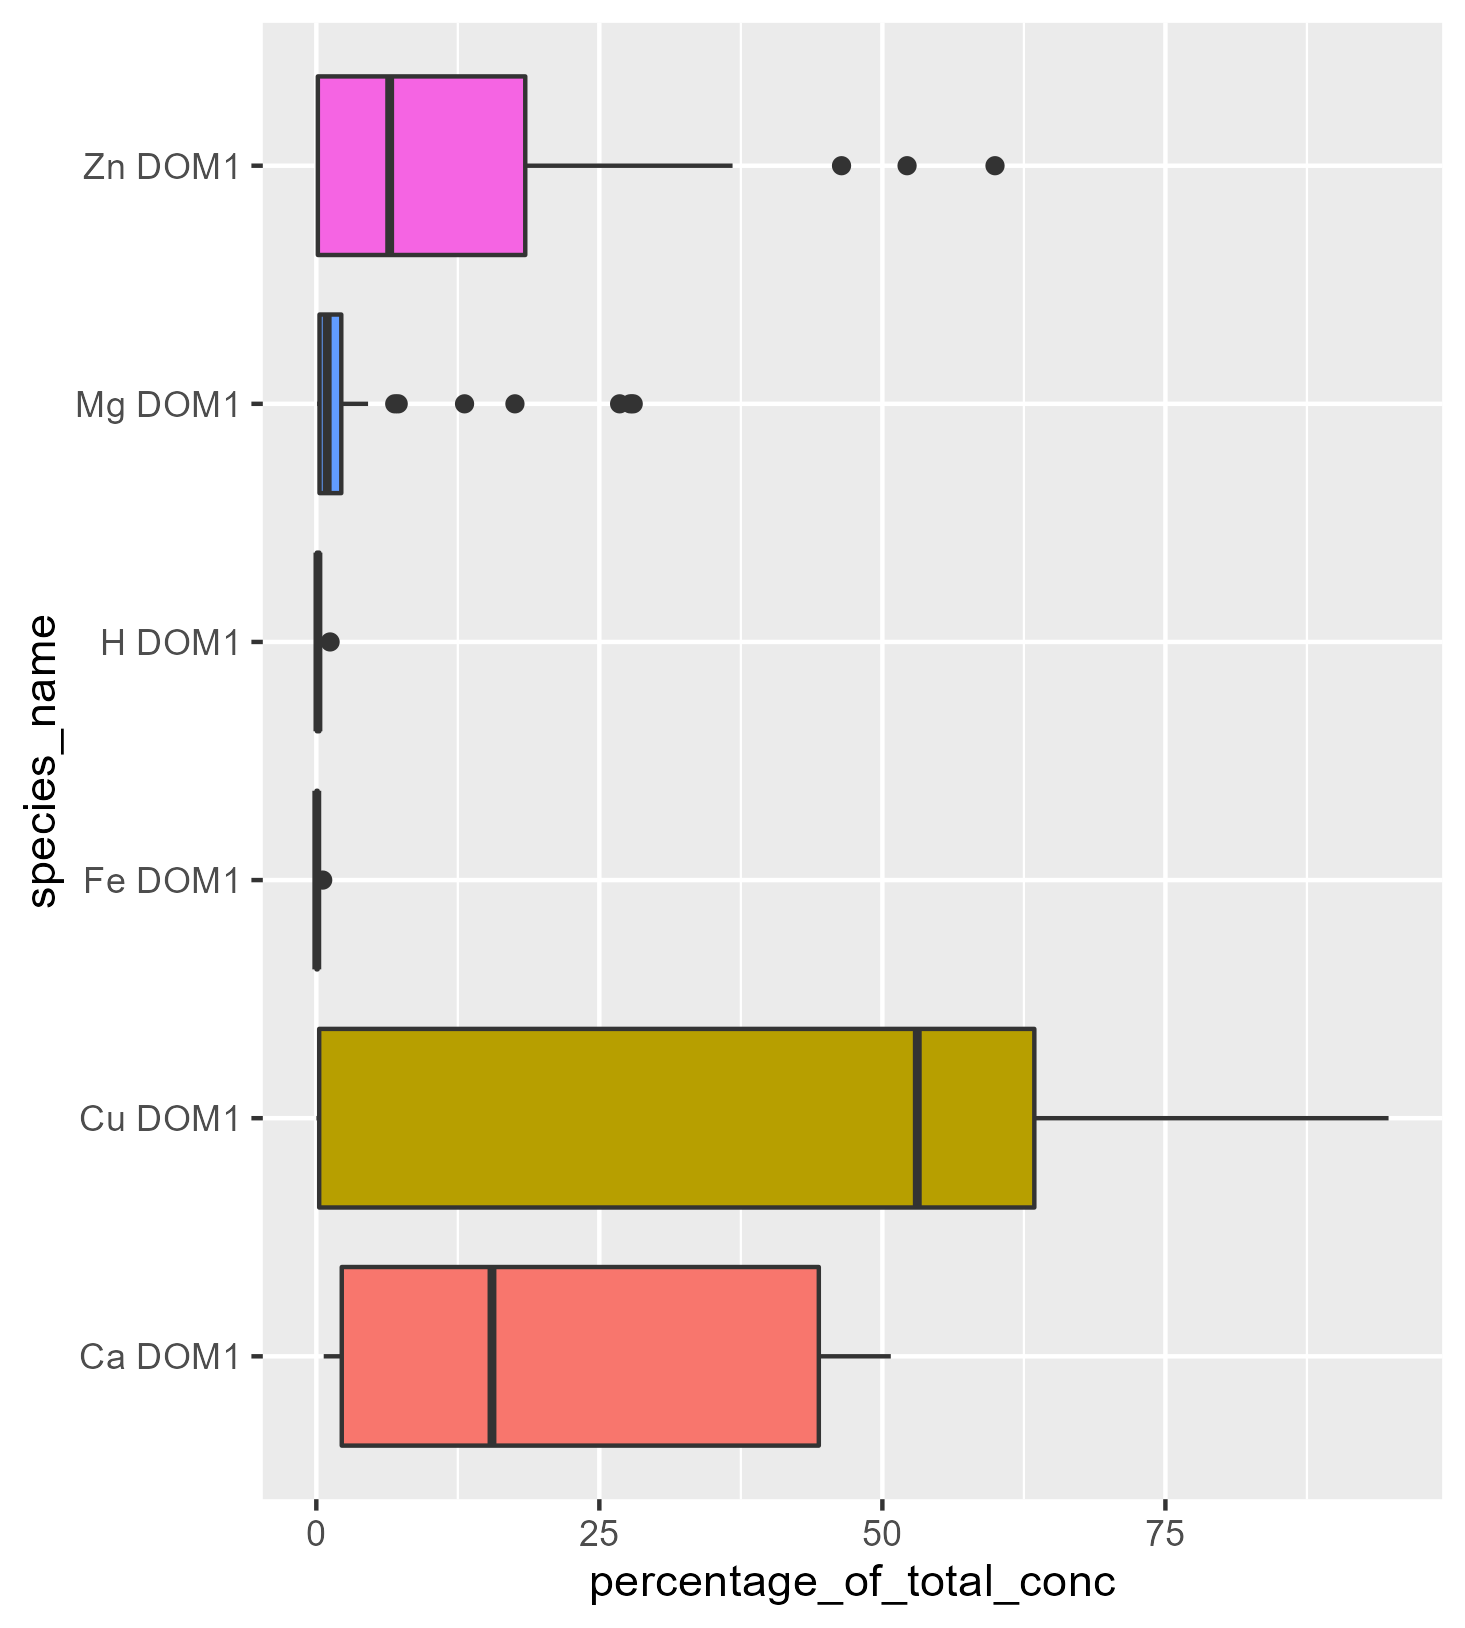 Zn DOM1
Mg DOM1
H DOM1
Fe DOM1
Cu DOM1
Ca DOM1
species_name
0 25 50 75
percentage_of_total_conc